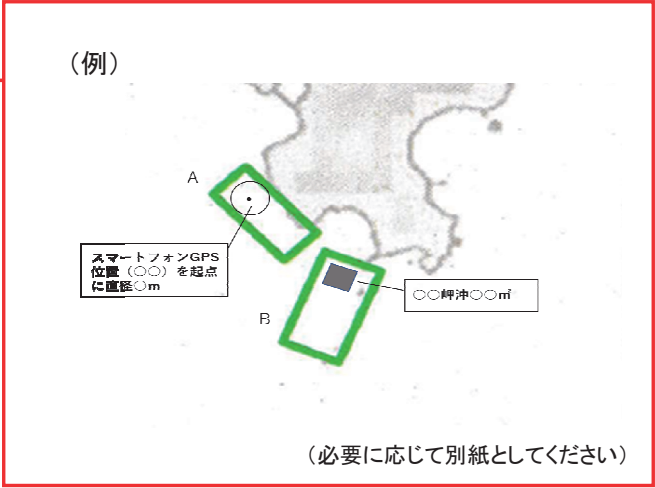 （例）
A
スマートフォンGPS
位置（○○）を起点
に直径○m
○○岬沖○○㎡
B
（必要に応じて別紙としてください）